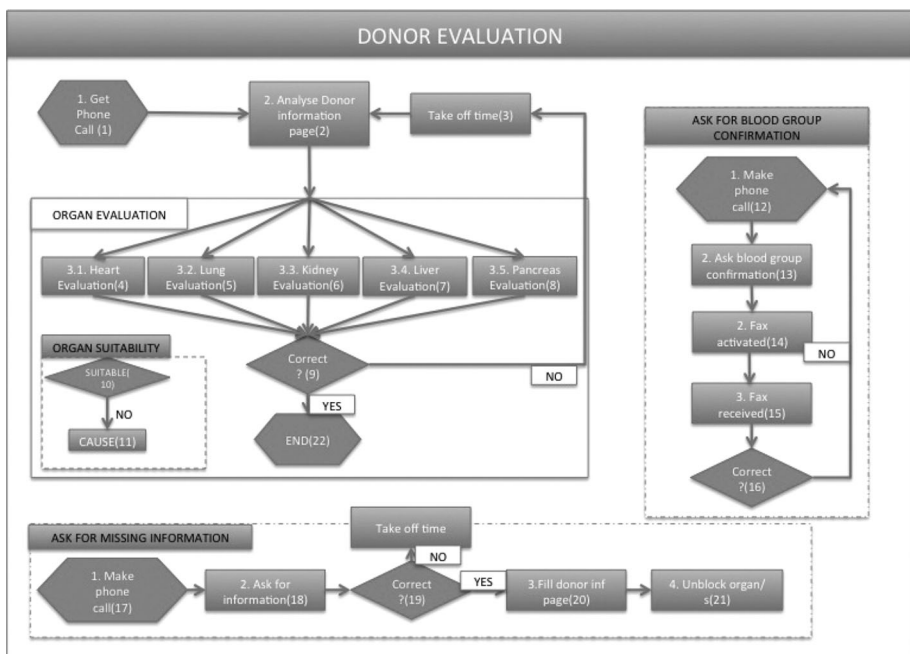 DONOR EVALUATION
1. Get
Phone
Call (1)
2. Analyse Donor
information
page(2)
Take off time(3)
ORGAN EVALUATION
3.1. Heart
Evaluation(4)
3.2. Lung
Evaluation(5)
3.3. Kidney
Evaluation(6)
3.4. Liver
Evaluation(7)
3.5. Pancreas
Evaluation(8)
ORGAN SUITABILITY
SUITABLE(
10)
NO
CAUSE(11)
Correct
? (9)
NO
YES
END(22)
ASK FOR BLOOD GROUP
CONFIRMATION
1. Make
phone
call(12)
2. Ask blood group
confirmation(13)
2. Fax
activated(14)
NO
3. Fax
received(15)
Correct
?(16)
ASK FOR MISSING INFORMATION
1. Make
phone
call(17)
2. Ask for
information(18)
Take off time
NO
Correct
?(19)
YES
3.Fill donor inf
page(20)
4. Unblock organ/
s(21)